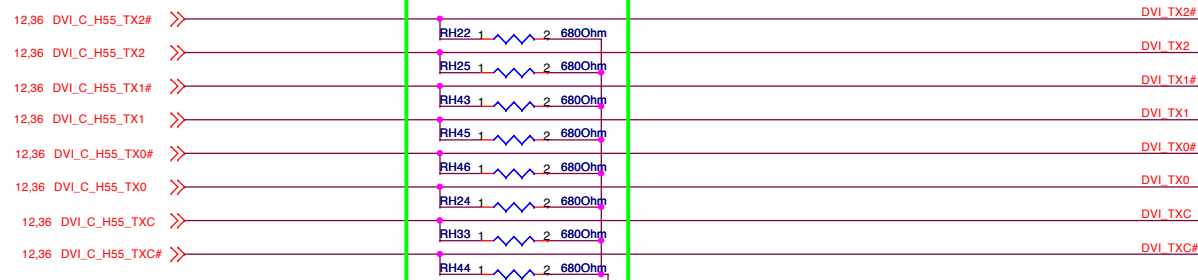 12,36 DVI_C_H55_TX2# DVI_TX2#
RH22 1 2 680Ohm
12,36 DVI_C_H55_TX2 DVI_TX2
RH25 1 2 680Ohm
12,36 DVI_C_H55_TX1# DVI_TX1#
RH43 1 2 680Ohm
12,36 DVI_C_H55_TX1 DVI_TX1
RH45 1 2 680Ohm
12,36 DVI_C_H55_TX0# DVI_TX0#
RH46 1 2 680Ohm
12,36 DVI_C_H55_TX0 DVI_TX0
RH24 1 2 680Ohm
12,36 DVI_C_H55_TXC DVI_TXC
RH33 1 2 680Ohm
12,36 DVI_C_H55_TXC# DVI_TXC#
RH44 1 2 680Ohm